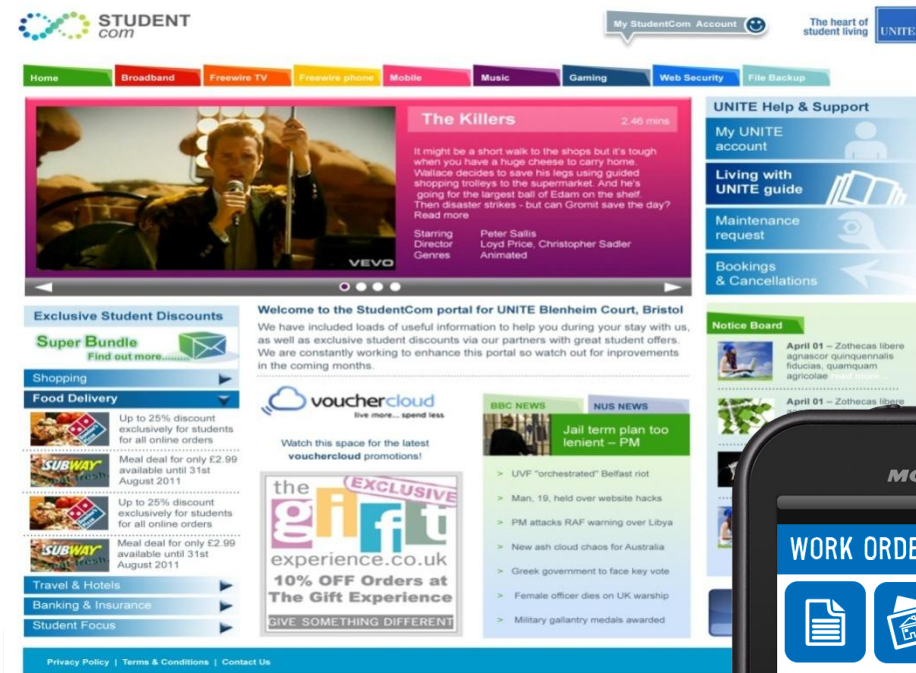 STUDENT
com
My StudentCom Account
The heart of
student living
UNITE
Home
Broadband
Freewire TV
Freewire phone
Mobile
Music
Gaming
Web Security
File Backup
The Killers
2.46 mins
It might be a short walk to the shops but it's tough
when you have a huge cheese to carry home.
Wallace decides to save his legs using guided
shopping trolleys to the supermarket. And he's
going for the largest ball of Edam on the shelf.
Then disaster strikes - but can Gromit save the day?
Read more
Starring Peter Sallis
Director Loyd Price, Christopher Sadler
Genres Animated
vevo
UNITE Help & Support
My UNITE
account
Living with
UNITE guide
Maintenance
request
Bookings
& Cancellations
Exclusive Student Discounts
Super Bundle
Find out more.......
Shopping
Food Delivery
Up to 25% discount
exclusively for students
for all online orders
SUBWAY
eat fresh.
Meal deal for only £2.99
available until 31st
August 2011
Up to 25% discount
exclusively for students
for all online orders
SUBWAY
eat fresh.
Meal deal for only £2.99
available until 31st
August 2011
Travel & Hotels
Banking & Insurance
Student Focus
Welcome to the StudentCom portal for UNITE Blenheim Court, Bristol
We have included loads of useful information to help you during your stay with us,
as well as exclusive student discounts via our partners with great student offers.
We are constantly working to enhance this portal so watch out for inprovements
in the coming months.
vouchercloud
live more... spend less
Watch this space for the latest
vouchercloud promotions!
the
EXCLUSIVE
gift
experience.co.uk
10% OFF Orders at
The Gift Experience
GIVE SOMETHING DIFFERENT
BBC NEWS
NUS NEWS
Jail term plan too
lenient – PM
> UVF "orchestrated" Belfast riot
> Man, 19, held over website hacks
> PM attacks RAF warning over Libya
> New ash cloud chaos for Australia
> Greek government to face key vote
> Female officer dies on UK warship
> Military gallantry medals awarded
Notice Board
April 01 – Zothecas libere
agnascor quinquennalis
fiducias, quamquam
agricolae read more...
April 01 – Zothecas libere
MO
WORK ORDE
Privacy Policy | Terms & Conditions | Contact Us